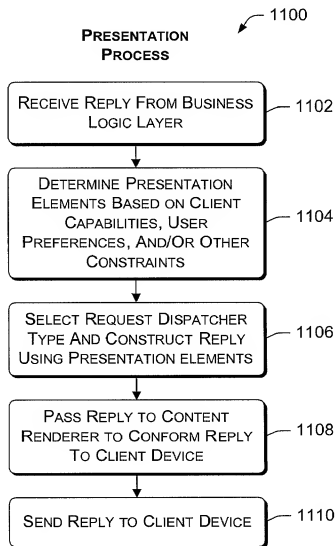 1100
PRESENTATION
PROCESS
RECEIVE REPLY FROM BUSINESS
LOGIC LAYER
1102
DETERMINE PRESENTATION
ELEMENTS BASED ON CLIENT
CAPABILITIES, USER
PREFERENCES, AND/OR OTHER
CONSTRAINTS
1104
SELECT REQUEST DISPATCHER
TYPE AND CONSTRUCT REPLY
USING PRESENTATION ELEMENTS
1106
PASS REPLY TO CONTENT
RENDERER TO CONFORM REPLY
TO CLIENT DEVICE
1108
SEND REPLY TO CLIENT DEVICE
1110